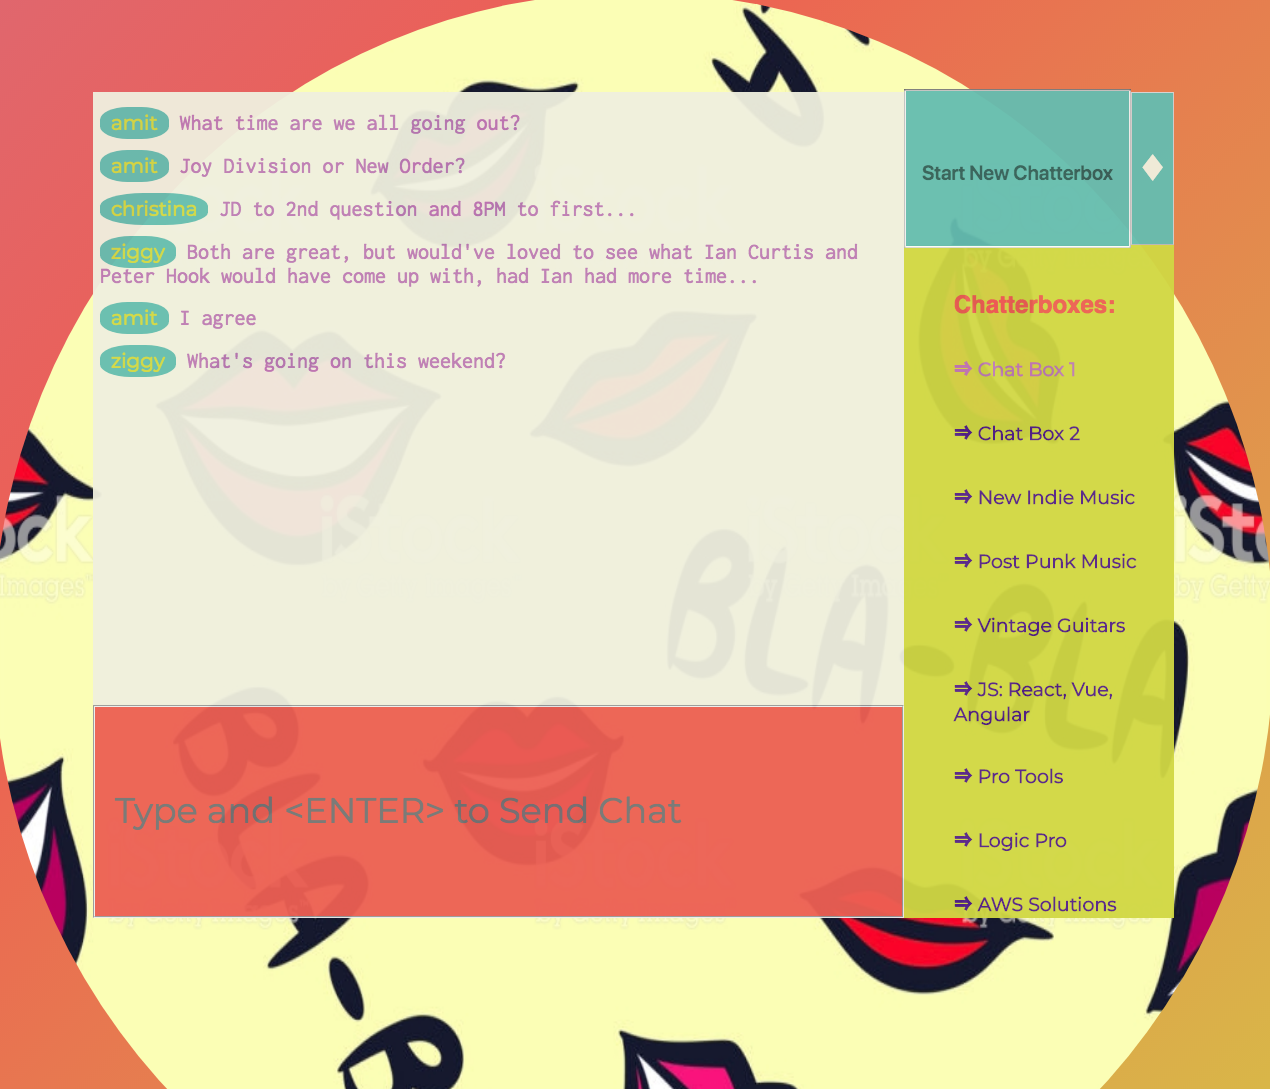 amit What time are we all going out?
amit Joy Division or New Order?
christina JD to 2nd question and 8PM to first...
ziggy Both are great, but would've loved to see what Ian Curtis and
Peter Hook would have come up with, had Ian had more time...
amit I agree
ziggy What's going on this weekend?
Type and <ENTER> to Send Chat
Start New Chatterbox
Chatterboxes:
⇒ Chat Box 1
⇒ Chat Box 2
⇒ New Indie Music
⇒ Post Punk Music
⇒ Vintage Guitars
⇒ JS: React, Vue,
Angular
⇒ Pro Tools
⇒ Logic Pro
⇒ AWS Solutions
BLA-BLA
BLA-B